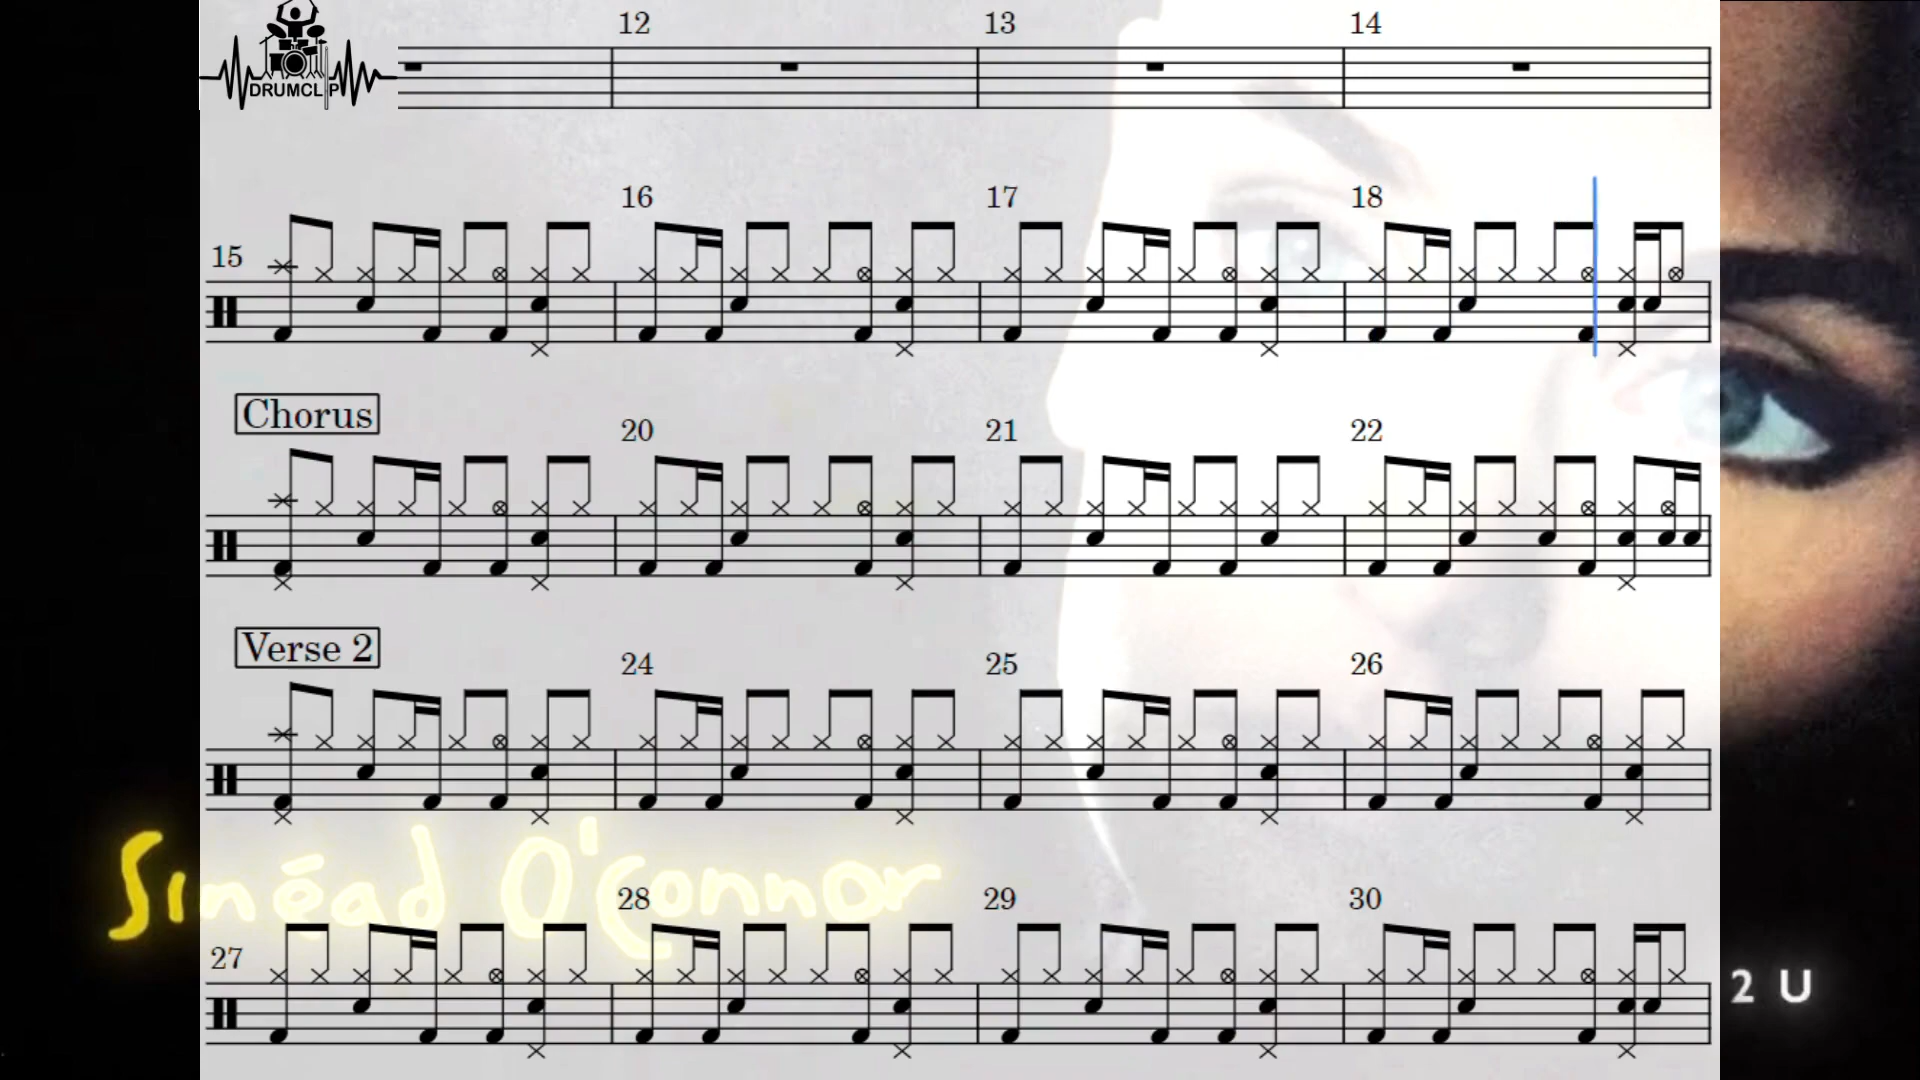 12 13 14
DRUMCLIP
15 16 17 18
Chorus
20 21 22
Verse 2
24 25 26
Sinéad O'Connor
27 28 29 30
2 U